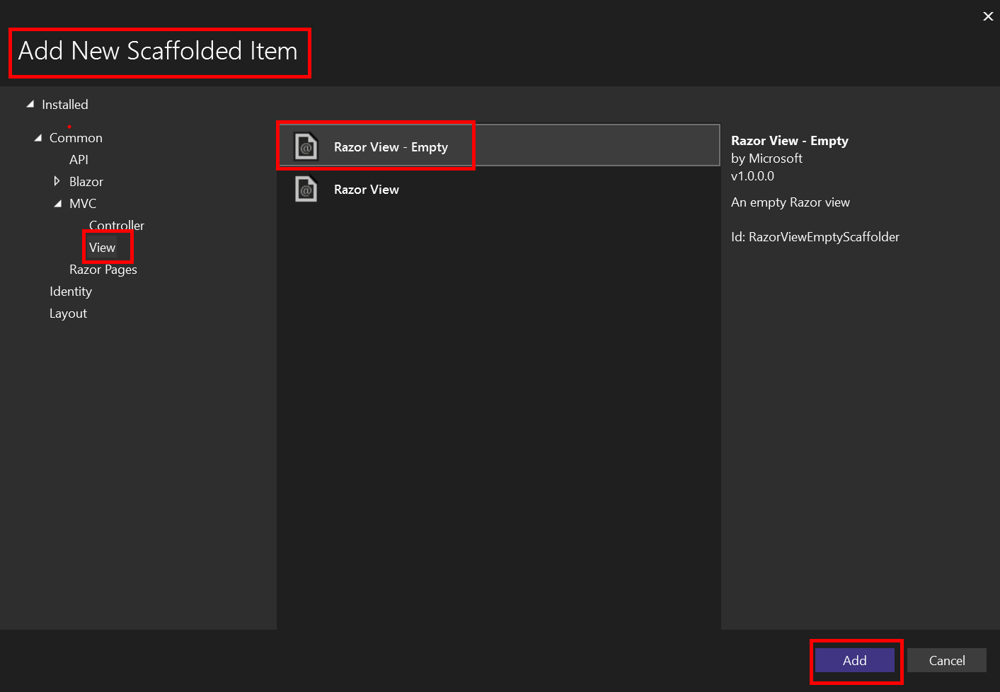 Add New Scaffolded Item
Installed
Common
API
Blazor
MVC
Controller
View
Razor Pages
Identity
Layout
Razor View - Empty
Razor View
Razor View - Empty
by Microsoft
v1.0.0.0
An empty Razor view
Id: RazorViewEmptyScaffolder
Add
Cancel